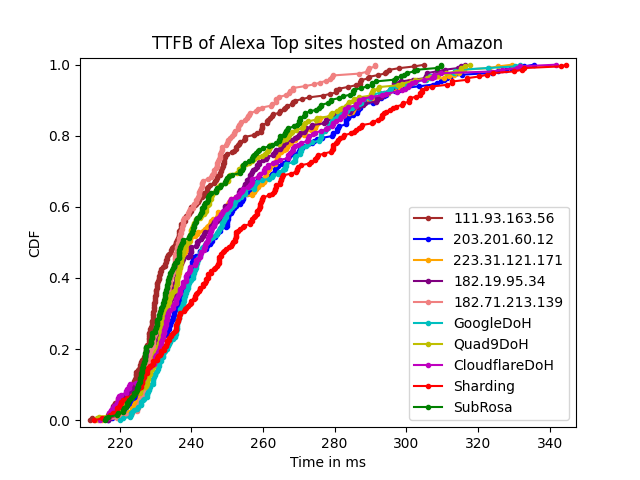 TTFB of Alexa Top sites hosted on Amazon
1.0
0.8
0.6
0.4
0.2
0.0
CDF
111.93.163.56
203.201.60.12
223.31.121.171
182.19.95.34
182.71.213.139
GoogleDoH
Quad9DoH
CloudflareDoH
Sharding
SubRosa
220 240 260 280 300 320 340
Time in ms